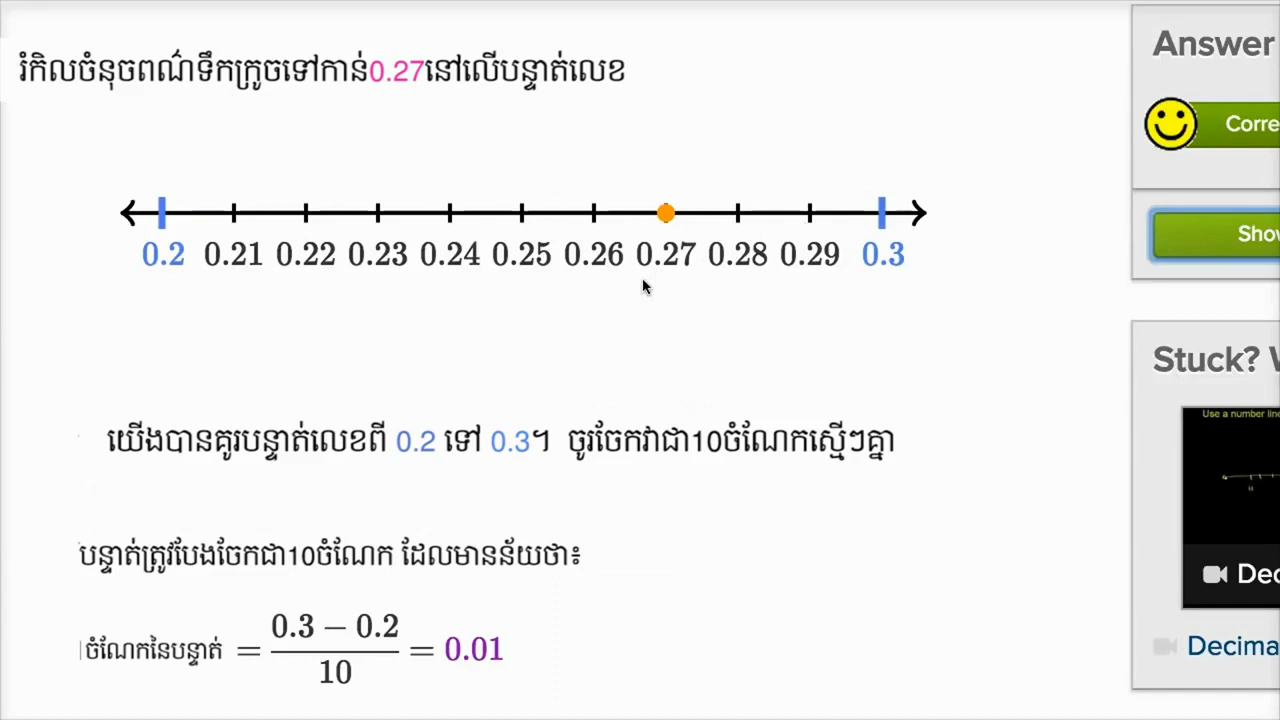 រំកិលចំនុចពណ៌ទឹកក្រូចទៅកាន់0.27នៅលើបន្ទាត់លេខ
0.2 0.21 0.22 0.23 0.24 0.25 0.26 0.27 0.28 0.29 0.3
យើងបានគូរបន្ទាត់លេខពី 0.2 ទៅ 0.3។ ចូរចែកវាជា10ចំណែកស្មើៗគ្នា
បន្ទាត់ត្រូវបែងចែកជា10ចំណែក ដែលមានន័យថា៖
ចំណែកនៃបន្ទាត់ = \frac{0.3 - 0.2}{10} = 0.01
Answer
Corre
Show
Stuck? W
Use a number line
Dec
Decima